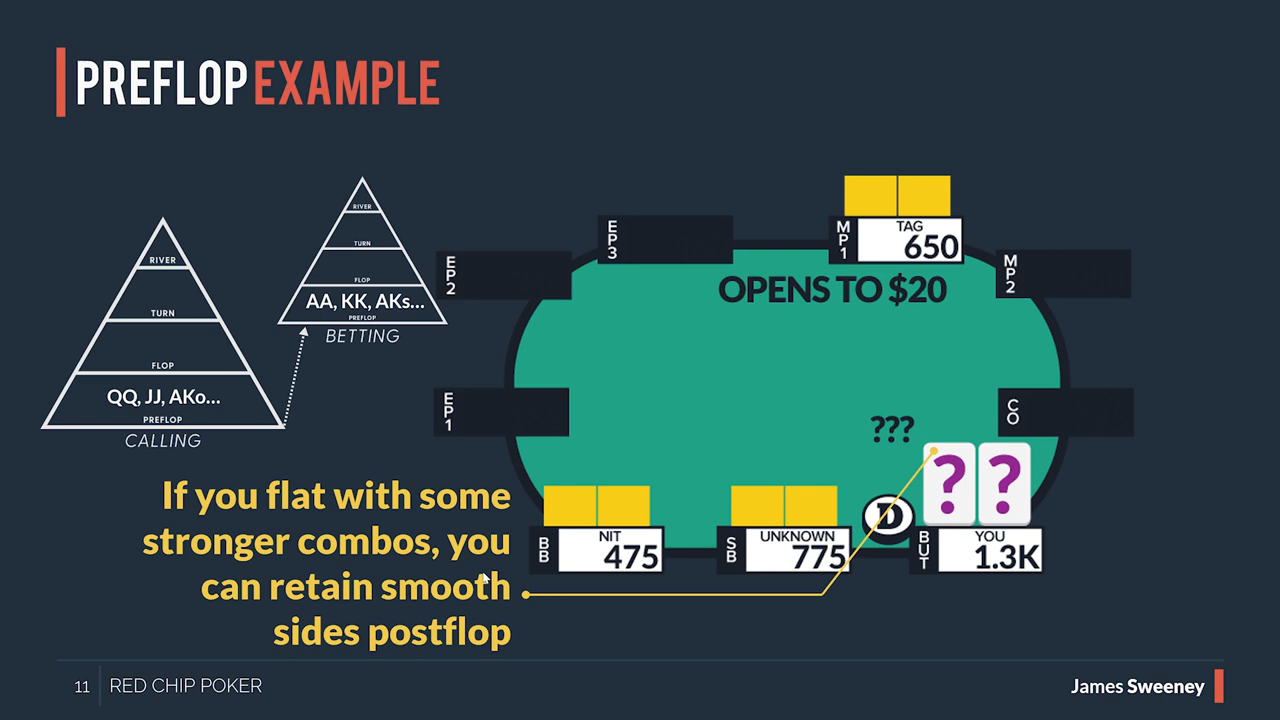 PREFLOP EXAMPLE
RIVER
TURN
FLOP
AA, KK, AKs...
PREFLOP
BETTING
RIVER
TURN
FLOP
QQ, JJ, AKo...
PREFLOP
CALLING
EP3
MP1
TAG
650
EP2
MP2
OPENS TO $20
EP1
CO
???
? ?
If you flat with some
stronger combos, you
can retain smooth
sides postflop
BB
NIT
475
SB
UNKNOWN
775
D
BUT
YOU
1.3K
11 RED CHIP POKER
James Sweeney